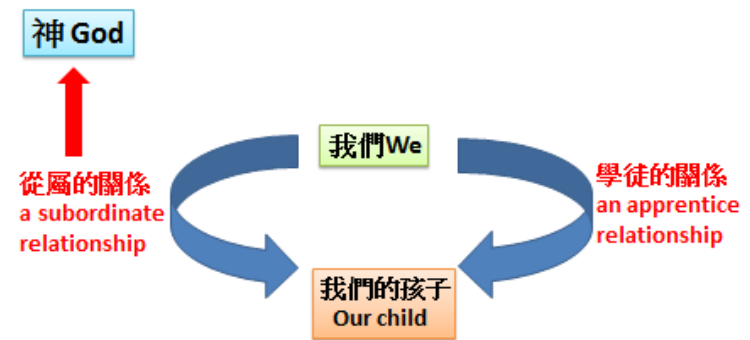 神 God
我們We
從屬的關係
a subordinate
relationship
學徒的關係
an apprentice
relationship
我們的孩子
Our child